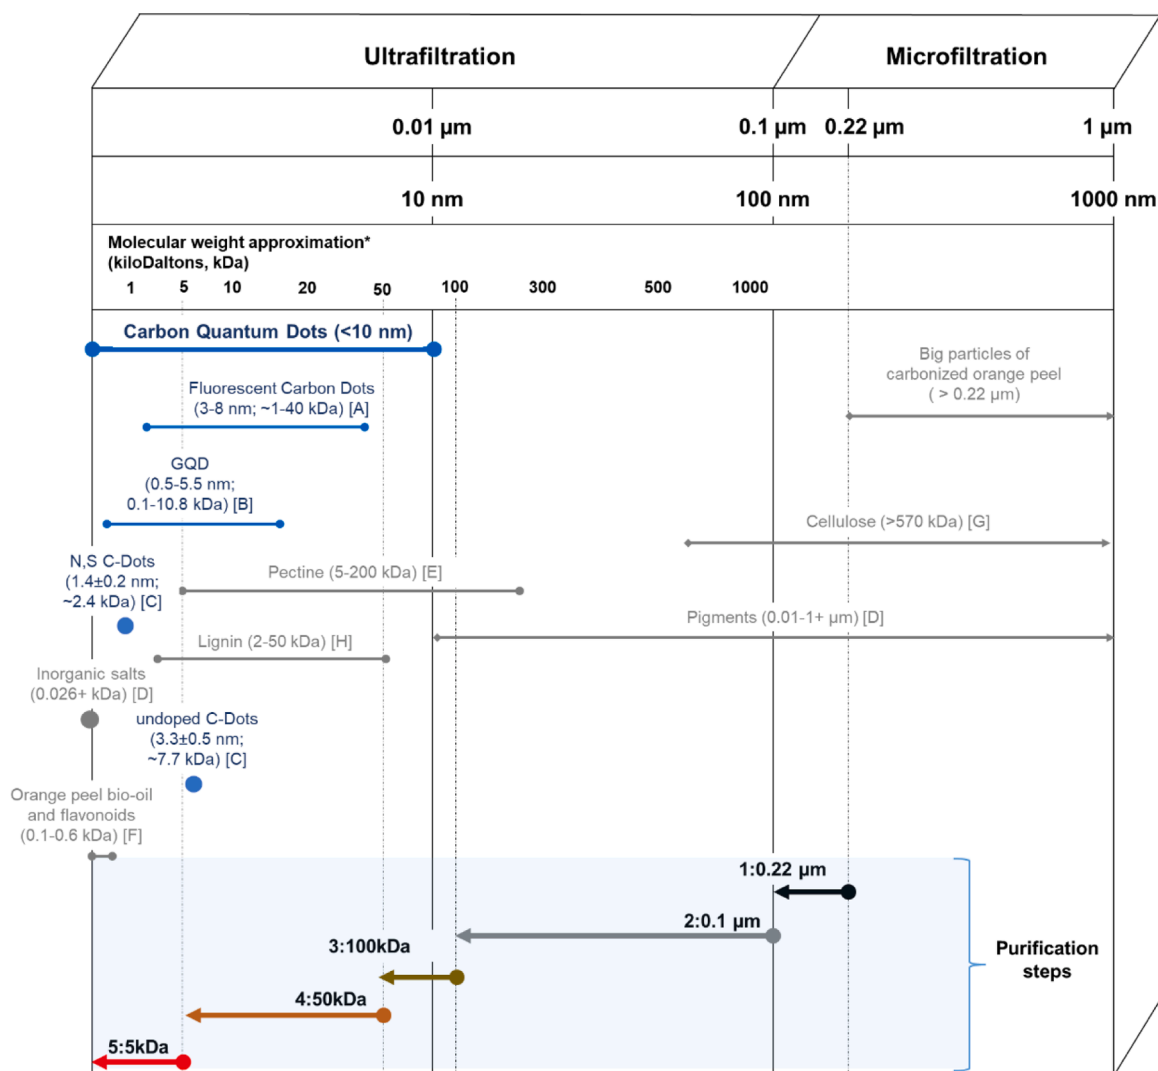 Ultrafiltration
Microfiltration
0.01 µm
0.1 µm
0.22 µm
1 µm
10 nm
100 nm
1000 nm
Molecular weight approximation*
(kiloDaltons, kDa)
1
5
10
20
50
100
300
500
1000
Carbon Quantum Dots (<10 nm)
Big particles of
carbonized orange peel
( > 0.22 µm)
Fluorescent Carbon Dots
(3-8 nm; ~1-40 kDa) [A]
GQD
(0.5-5.5 nm;
0.1-10.8 kDa) [B]
Cellulose (>570 kDa) [G]
N,S C-Dots
(1.4±0.2 nm;
~2.4 kDa) [C]
Pectine (5-200 kDa) [E]
Pigments (0.01-1+ µm) [D]
Lignin (2-50 kDa) [H]
Inorganic salts
(0.026+ kDa) [D]
undoped C-Dots
(3.3±0.5 nm;
~7.7 kDa) [C]
Orange peel bio-oil
and flavonoids
(0.1-0.6 kDa) [F]
1:0.22 µm
2:0.1 µm
3:100kDa
4:50kDa
5:5kDa
Purification
steps